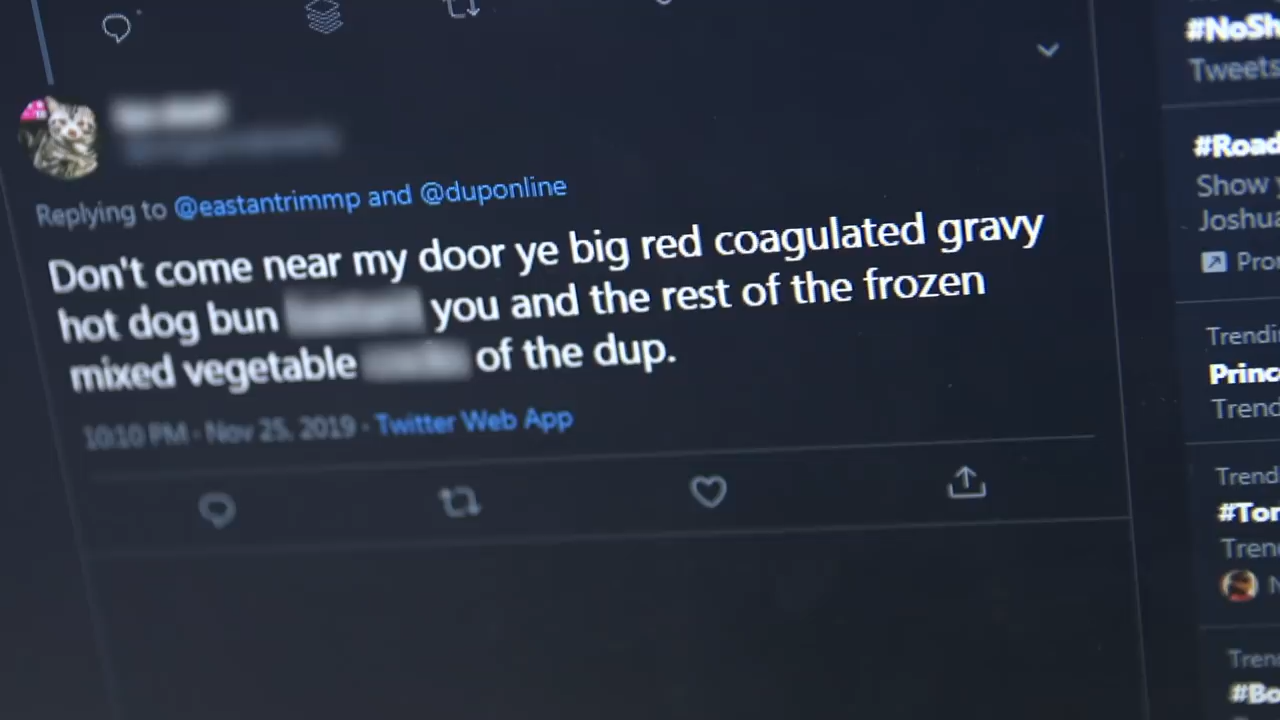 #NoSh
Tweets
Replying to @eastantrimmp and @duponline
Don't come near my door ye big red coagulated gravy
hot dog bun you and the rest of the frozen
mixed vegetable of the dup.
10:10 PM · Nov 25, 2019 · Twitter Web App
#Road
Show y
Joshua
Pro
Trendi
Princ
Trend
Trend
#Tor
Tren
N
Tren
#Bo